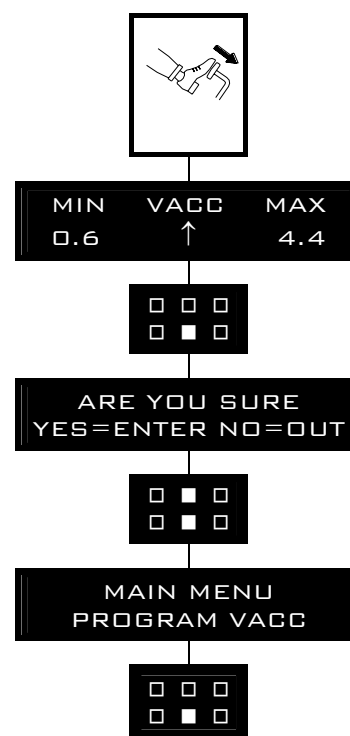 MIN VACC MAX
0.6 ↑ 4.4
ARE YOU SURE
YES=ENTER NO=OUT
MAIN MENU
PROGRAM VACC